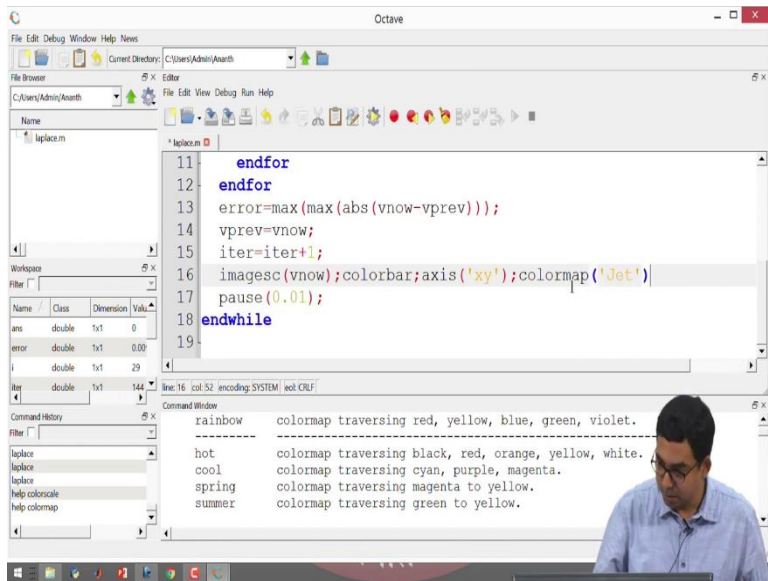 Octave
File Edit Debug Window Help News
Current Directory: C:\Users\Admin\Ananth
File Browser
C:/Users/Admin/Ananth
Name
laplace.m
Workspace
Filter
Name Class Dimension
ans double 1x1 0
error double 1x1
i double 1x1 29
iter double 1x1 144
Command History
Filter
laplace
laplace
laplace
help colorscale
help colormap
Editor
File Edit View Debug Run Help
* laplace.m
11 endfor
12 endfor
13 error=max(max(abs(vnow-vprev)));
14 vprev=vnow;
15 iter=iter+1;
16 imagesc(vnow);colorbar;axis('xy');colormap('Jet')
17 pause(0.01);
18 endwhile
19
line: 16 col: 52 encoding: SYSTEM eol: CRLF
Command Window
rainbow colormap traversing red, yellow, blue, green, violet.
--------- ------------------------------------------------
hot colormap traversing black, red, orange, yellow, white.
cool colormap traversing cyan, purple, magenta.
spring colormap traversing magenta to yellow.
summer colormap traversing green to yellow.